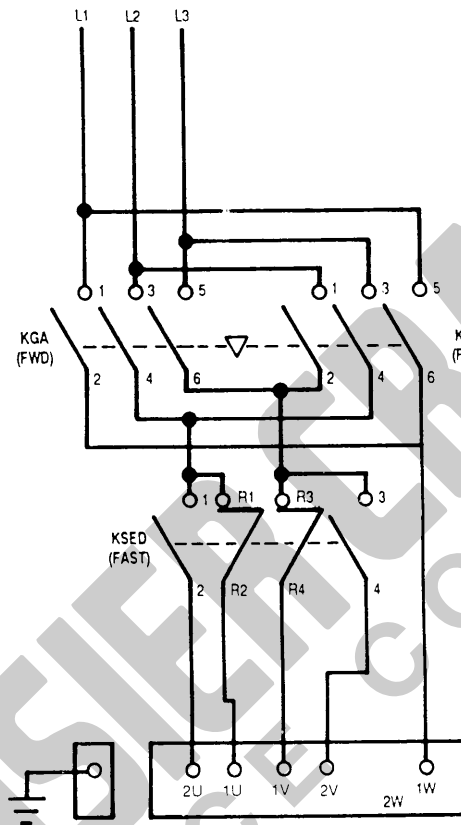 L1 L2 L3
1 3 5 1 3 5
KGA
(FWD)
K
(F
2 4 6 2 4 6
1 R1 R3 3
KSED
(FAST)
2 R2 R4 4
2U 1U 1V 2V 1W
2W